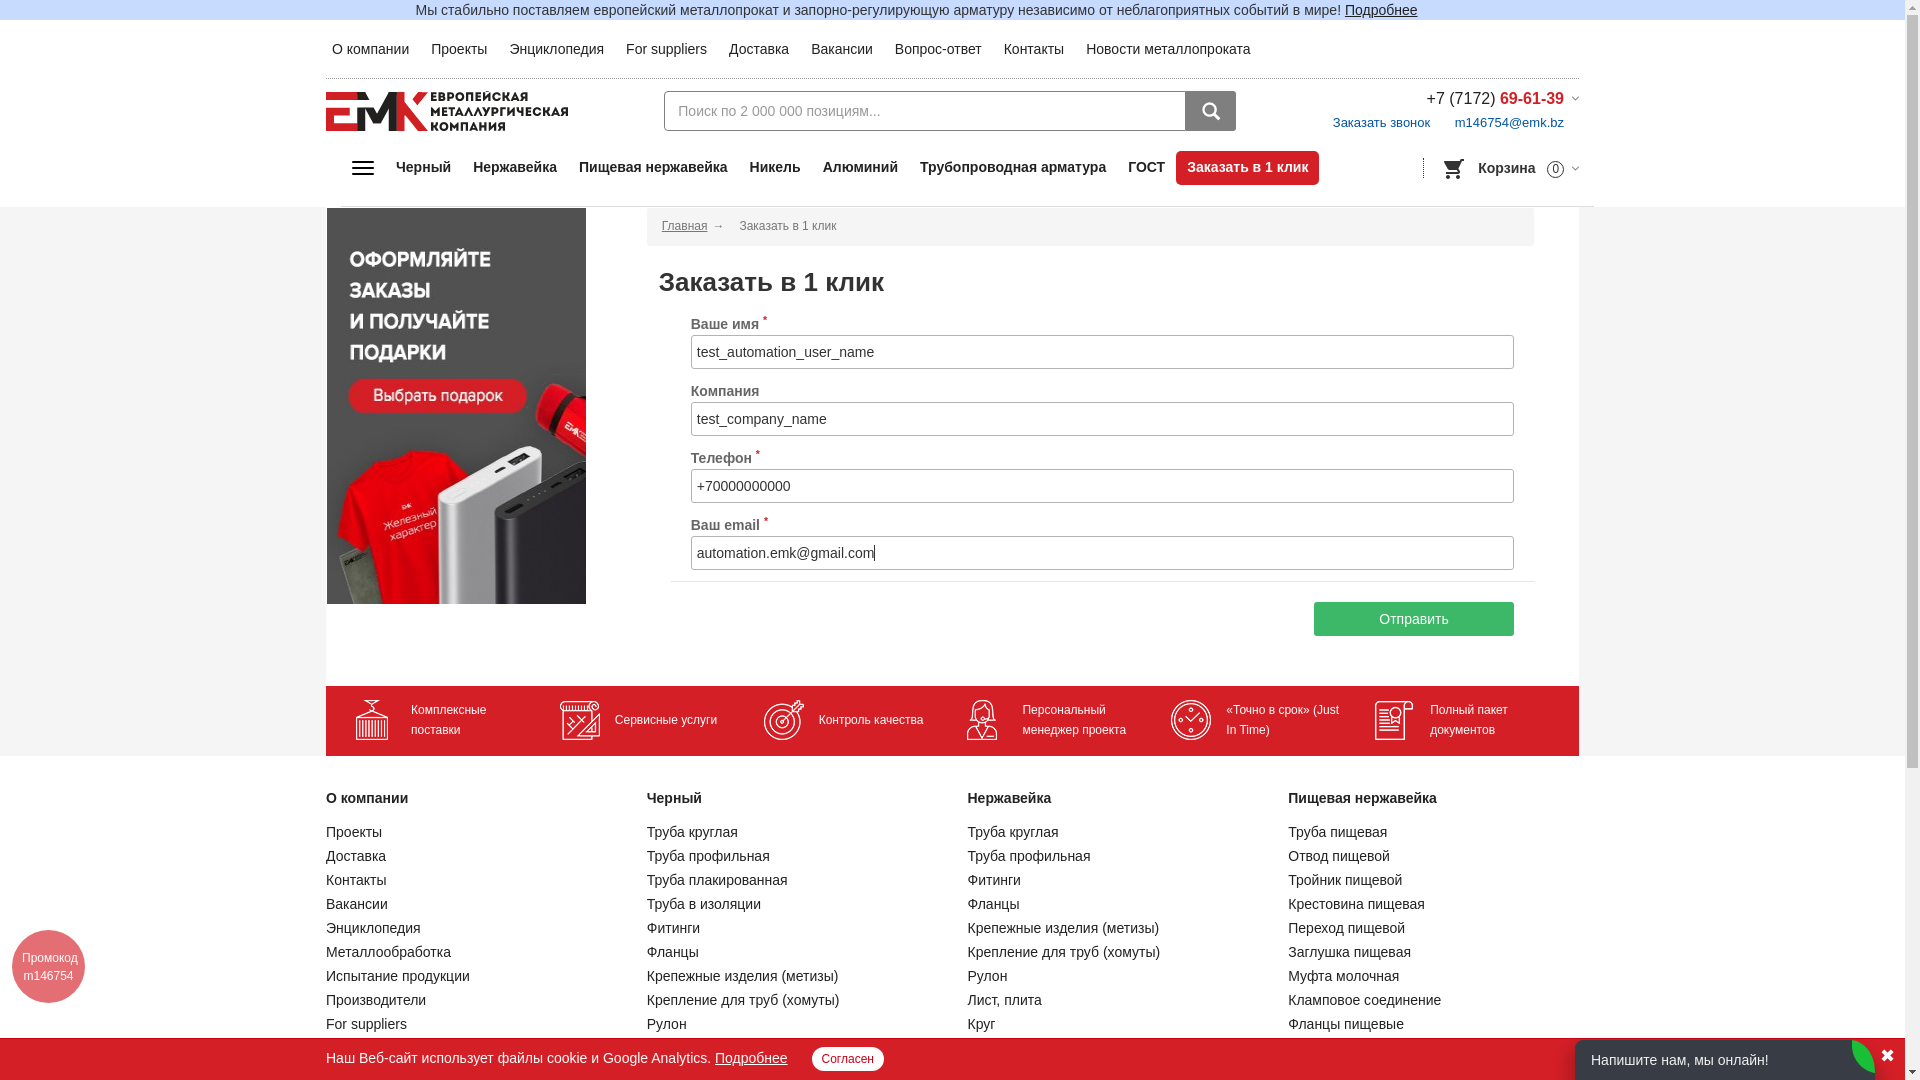 Мы стабильно поставляем европейский металлопрокат и запорно-регулирующую арматуру независимо от неблагоприятных событий в мире! Подробнее
О компании Проекты Энциклопедия For suppliers Доставка Вакансии Вопрос-ответ Контакты Новости металлопроката
ЕМК ЕВРОПЕЙСКАЯ
МЕТАЛЛУРГИЧЕСКАЯ
КОМПАНИЯ
Поиск по 2 000 000 позициям...
+7 (7172) 69-61-39
Заказать звонок m146754@emk.bz
Черный Нержавейка Пищевая нержавейка Никель Алюминий Трубопроводная арматура ГОСТ Заказать в 1 клик
Корзина 0
ОФОРМЛЯЙТЕ
ЗАКАЗЫ
И ПОЛУЧАЙТЕ
ПОДАРКИ
Выбрать подарок
ЕМК
ЕМК
Железный
характер
Главная → Заказать в 1 клик
Заказать в 1 клик
Ваше имя *
test_automation_user_name
Компания
test_company_name
Телефон *
+70000000000
Ваш email *
automation.emk@gmail.com
Отправить
Комплексные
поставки
Сервисные услуги
Контроль качества
Персональный
менеджер проекта
«Точно в срок» (Just
In Time)
Полный пакет
документов
О компании
Проекты
Доставка
Контакты
Вакансии
Энциклопедия
Металлообработка
Испытание продукции
Производители
For suppliers
Черный
Труба круглая
Труба профильная
Труба плакированная
Труба в изоляции
Фитинги
Фланцы
Крепежные изделия (метизы)
Крепление для труб (хомуты)
Рулон
Нержавейка
Труба круглая
Труба профильная
Фитинги
Фланцы
Крепежные изделия (метизы)
Крепление для труб (хомуты)
Рулон
Лист, плита
Круг
Пищевая нержавейка
Труба пищевая
Отвод пищевой
Тройник пищевой
Крестовина пищевая
Переход пищевой
Заглушка пищевая
Муфта молочная
Кламповое соединение
Фланцы пищевые
Промокод
m146754
Наш Веб-сайт использует файлы cookie и Google Analytics. Подробнее Согласен
Напишите нам, мы онлайн!